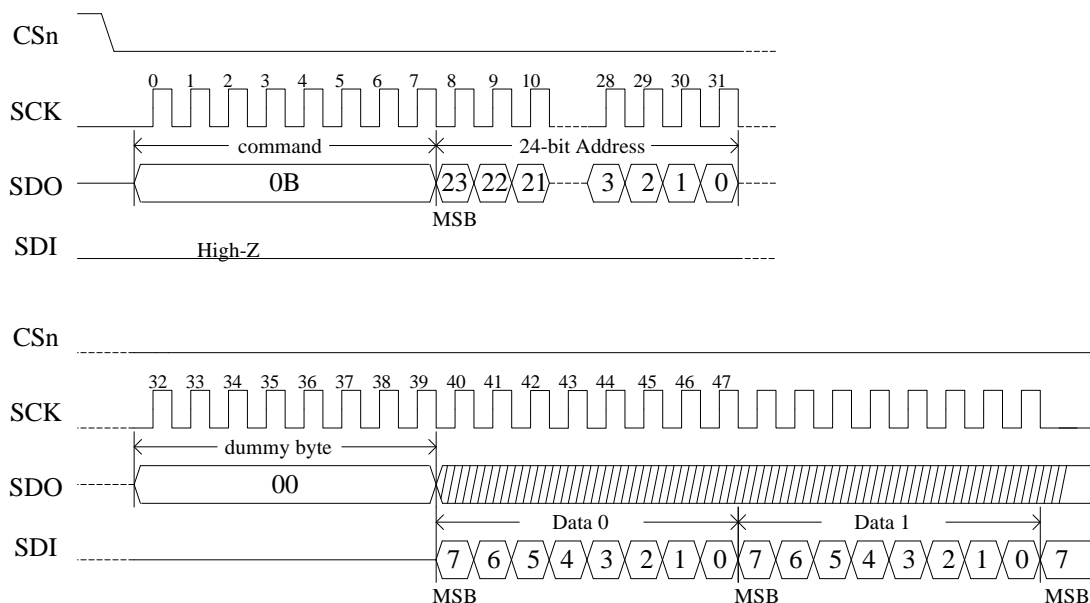 CSn
0 1 2 3 4 5 6 7 8 9 10 28 29 30 31
SCK
command 24-bit Address
SDO 0B 23 22 21 3 2 1 0
MSB
SDI High-Z
CSn
32 33 34 35 36 37 38 39 40 41 42 43 44 45 46 47
SCK
dummy byte
SDO 00
Data 0 Data 1
SDI 7 6 5 4 3 2 1 0 7 6 5 4 3 2 1 0 7
MSB MSB MSB